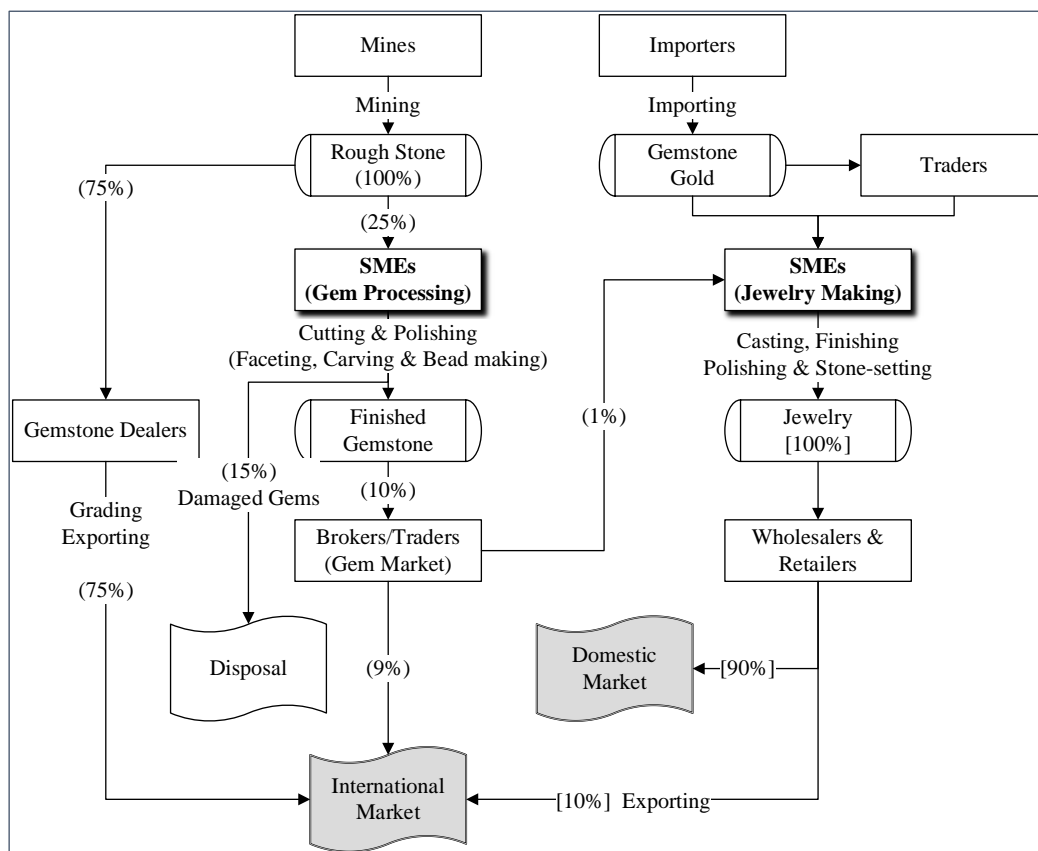 Mines
Importers
Mining
Importing
Rough Stone
(100%)
Gemstone
Gold
Traders
(75%)
(25%)
SMEs
(Gem Processing)
SMEs
(Jewelry Making)
Cutting & Polishing
(Faceting, Carving & Bead making)
Casting, Finishing
Polishing & Stone-setting
Gemstone Dealers
Finished
Gemstone
(1%)
Jewelry
[100%]
(15%)
Damaged Gems
(10%)
Grading
Exporting
Brokers/Traders
(Gem Market)
Wholesalers &
Retailers
(75%)
Disposal
(9%)
Domestic
Market
[90%]
International
Market
[10%] Exporting